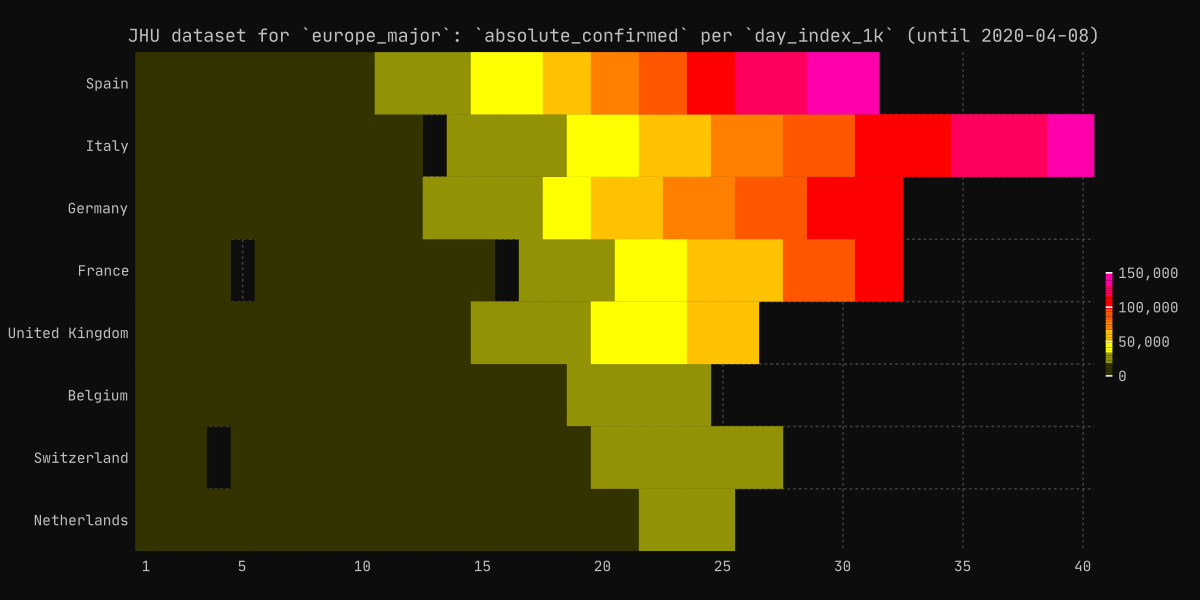 JHU dataset for `europe_major`: `absolute_confirmed` per `day_index_1k` (until 2020-04-08)
Spain
Italy
Germany
France
United Kingdom
Belgium
Switzerland
Netherlands
1 5 10 15 20 25 30 35 40
150,000
100,000
50,000
0